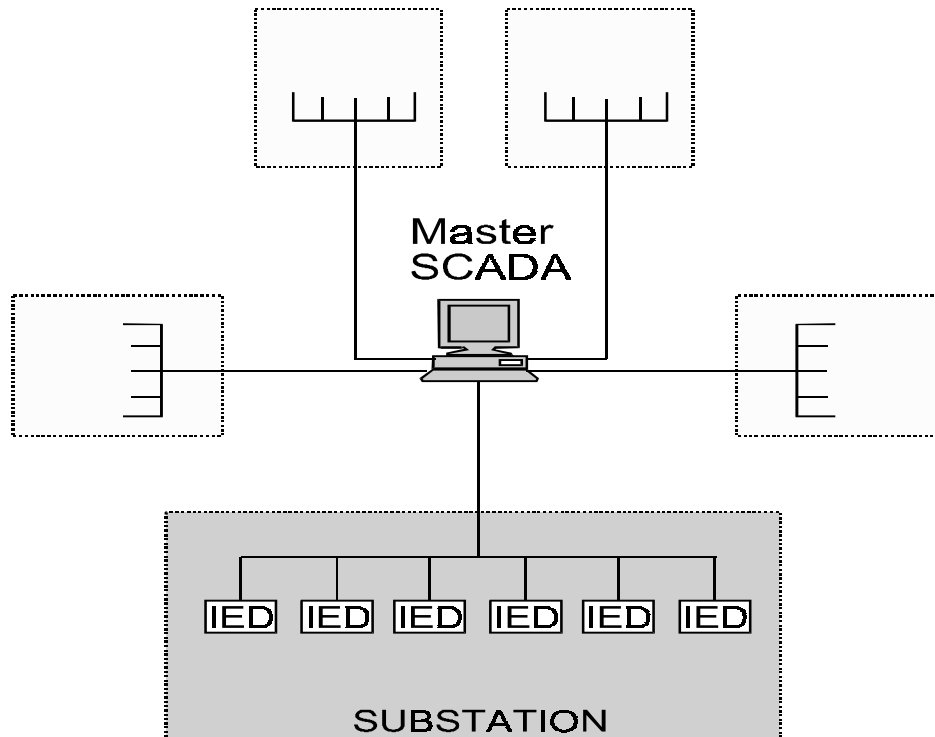 Master
SCADA
IED IED IED IED IED IED
SUBSTATION